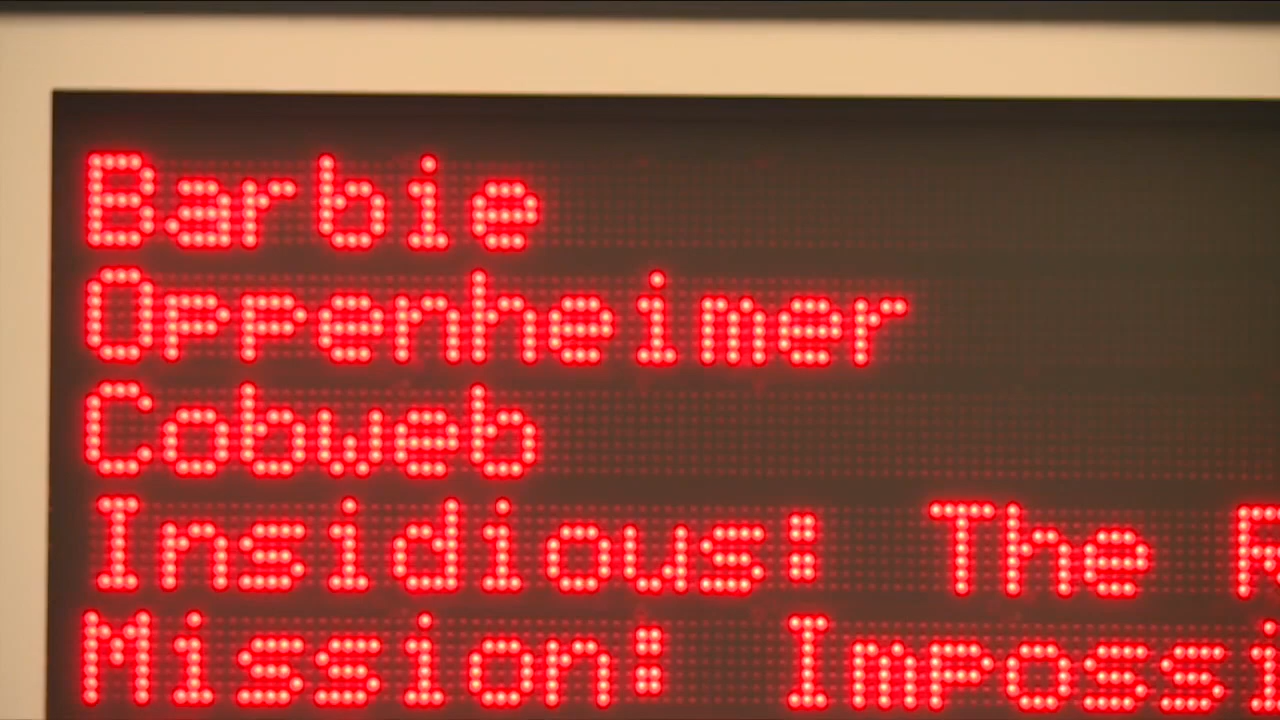 Barbie
Oppenheimer
Cobweb
Insidious: The R
Mission: Impossi